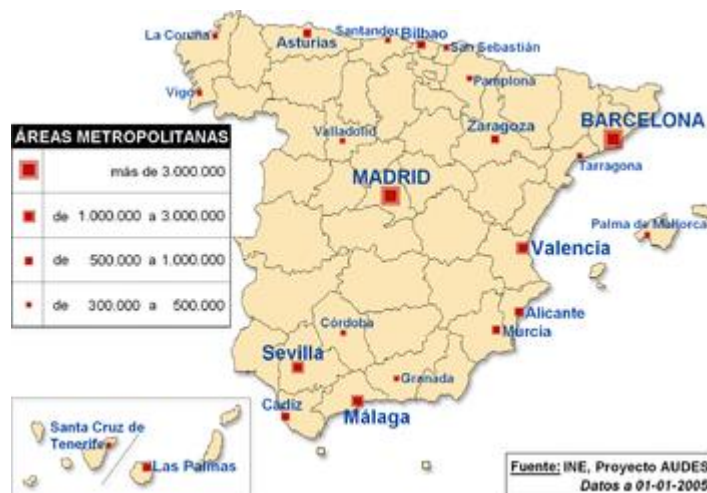 La Coruña
Asturias
Santander
Bilbao
San Sebastián
Vigo
Pamplona
Valladolid
Zaragoza
BARCELONA
Tarragona
ÁREAS METROPOLITANAS
más de 3.000.000
de 1.000.000 a 3.000.000
de 500.000 a 1.000.000
de 300.000 a 500.000
MADRID
Palma de Mallorca
Valencia
Alicante
Murcia
Córdoba
Sevilla
Granada
Cádiz
Málaga
Santa Cruz de
Tenerife
Las Palmas
Fuente: INE, Proyecto AUDES
Datos a 01-01-2005